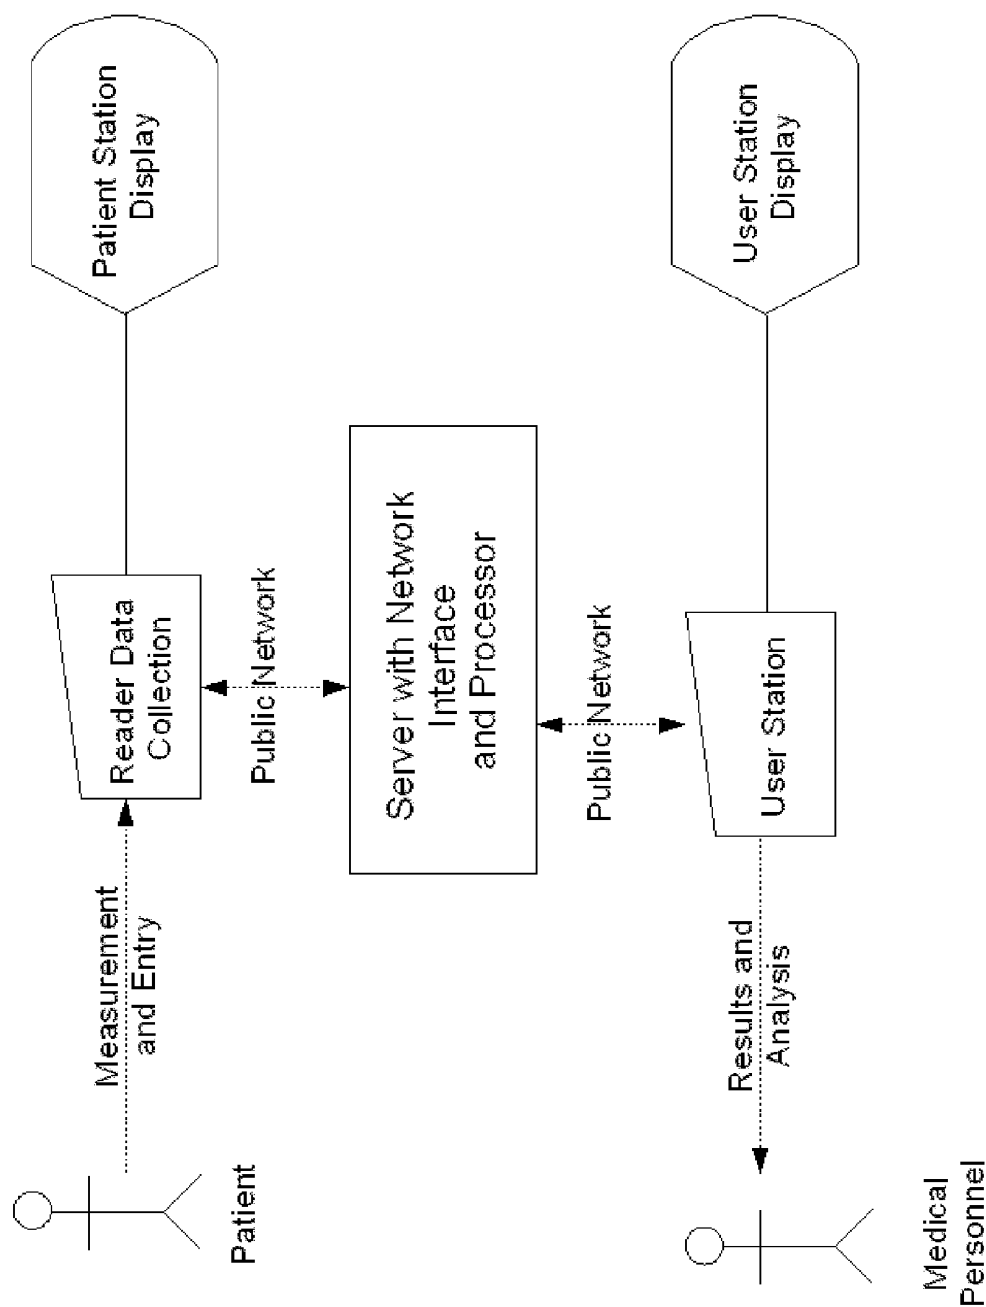 Patient Station
Display
Reader Data
Collection
Measurement
and Entry
Patient
Public Network
Server with Network
Interface
and Processor
Public Network
User Station
Display
User Station
Results and
Analysis
Medical
Personnel